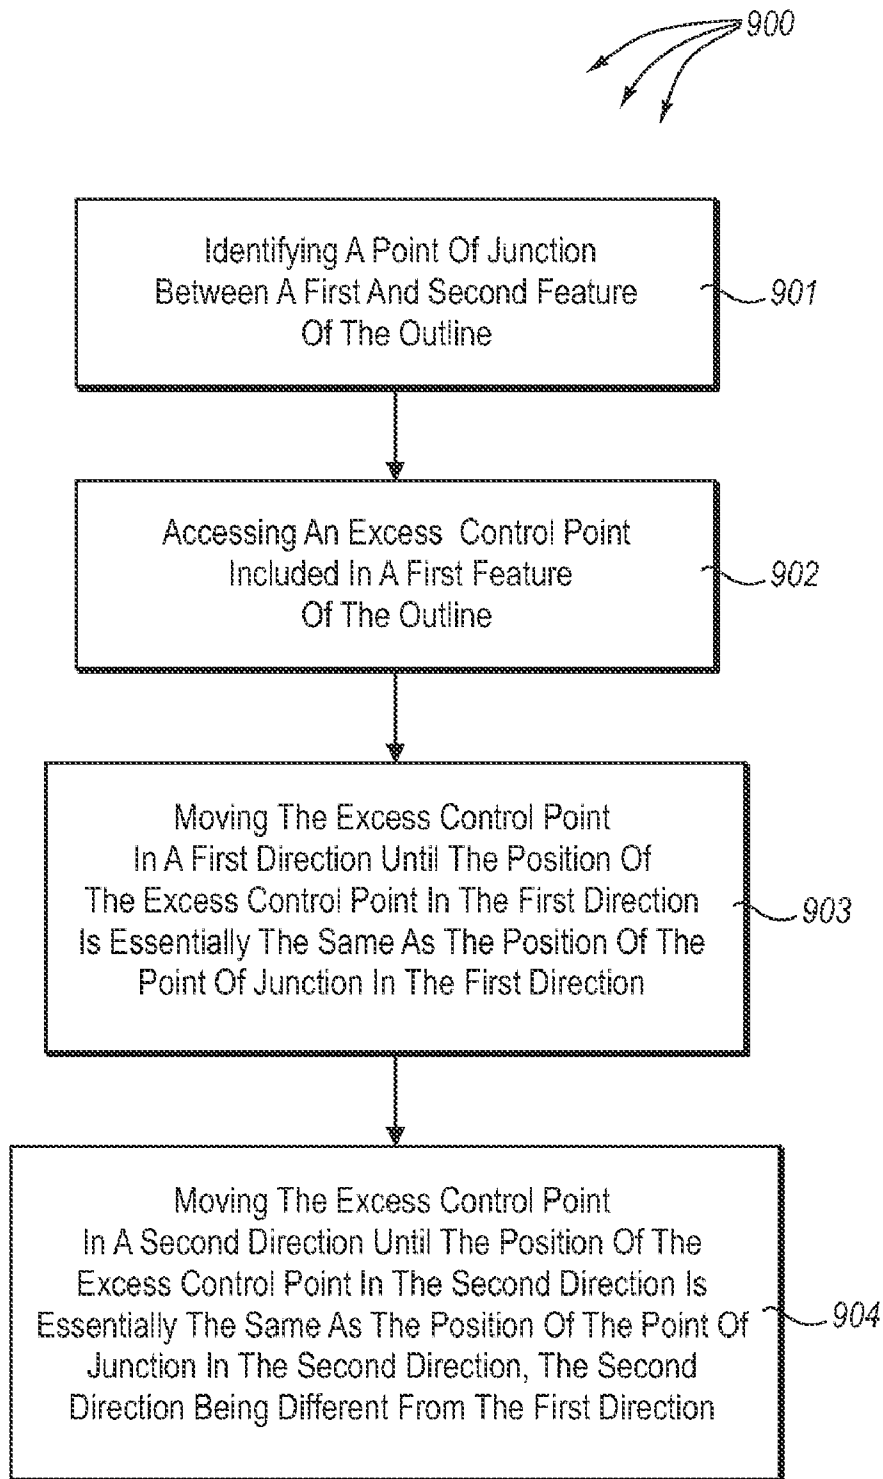 900
Identifying A Point Of Junction
Between A First And Second Feature
Of The Outline
901
Accessing An Excess Control Point
Included In A First Feature
Of The Outline
902
Moving The Excess Control Point
In A First Direction Until The Position Of
The Excess Control Point In The First Direction
Is Essentially The Same As The Position Of The
Point Of Junction In The First Direction
903
Moving The Excess Control Point
In A Second Direction Until The Position Of The
Excess Control Point In The Second Direction Is
Essentially The Same As The Position Of The Point Of
Junction In The Second Direction, The Second
Direction Being Different From The First Direction
904